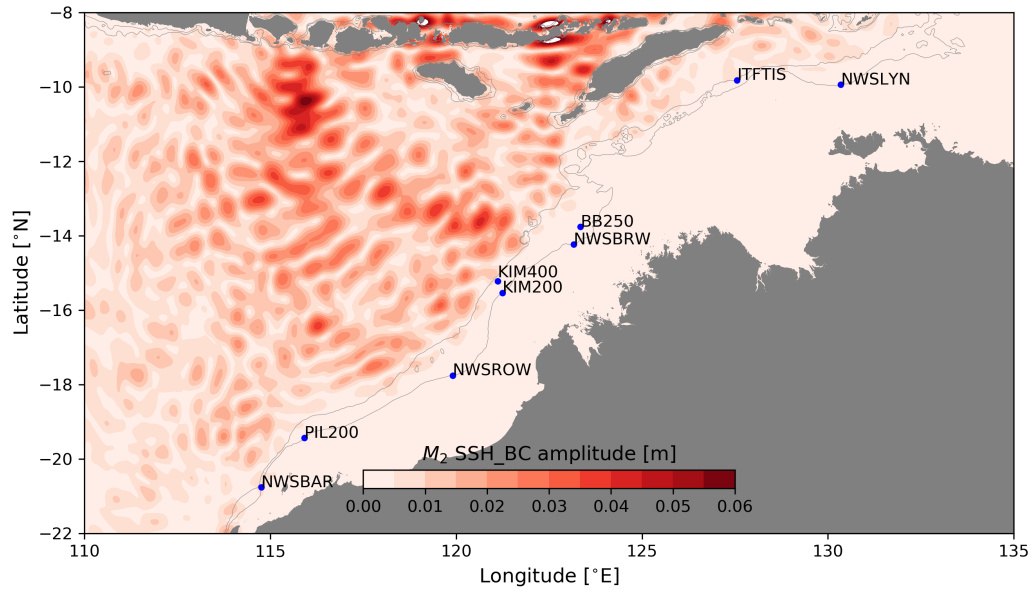 −8
−10
−12
−14
−16
−18
−20
−22
Latitude [°N]
ITFTIS
NWSLYN
BB250
NWSBRW
KIM400
KIM200
NWSROW
PIL200
NWSBAR
M₂ SSH_BC amplitude [m]
0.00 0.01 0.02 0.03 0.04 0.05 0.06
110 115 120 125 130 135
Longitude [°E]